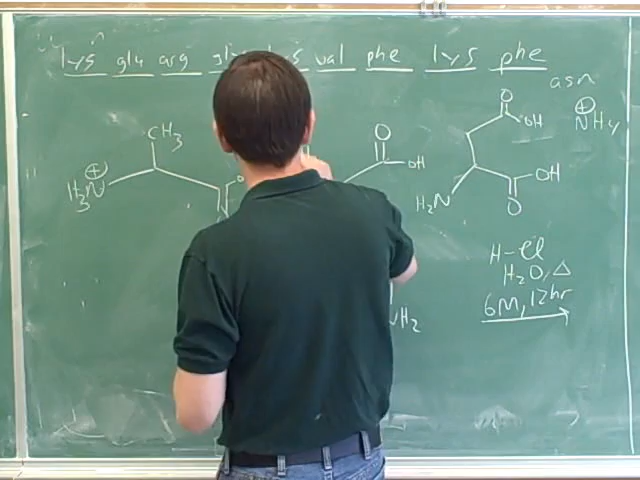 lys glu arg val phe lys phe
asn
CH3
O
OH
O
OH
NH4
H3N
O
OH
H2N
O
H-Cl
H2O, Δ
6M, 12hr
NH2